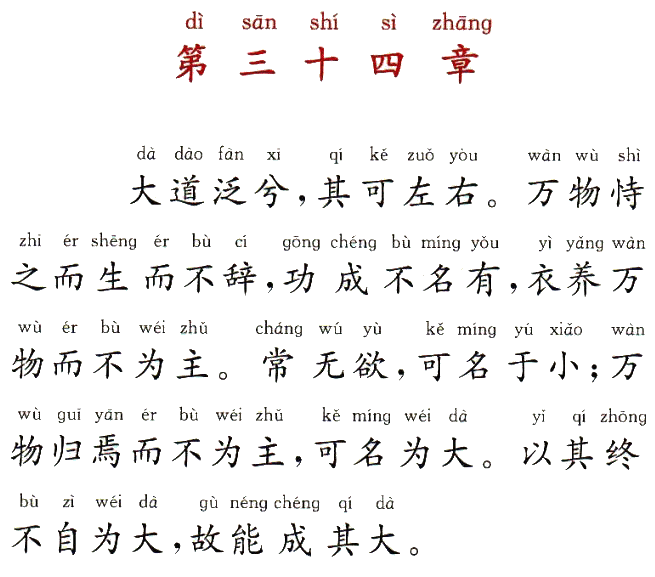 dì sān shí sì zhāng
第三十四章
dà dào fàn xī qí kě zuǒ yòu wàn wù shì
大道泛兮，其可左右。万物恃
zhī ér shēng ér bù cí gōng chéng bù míng yǒu yì yǎng wàn
之而生而不辞，功成不名有，衣养万
wù ér bù wéi zhǔ cháng wú yù kě míng yú xiǎo wàn
物而不为主。常无欲，可名于小；万
wù guī yān ér bù wéi zhǔ kě míng wéi dà yǐ qí zhōng
物归焉而不为主，可名为大。以其终
bù zì wéi dà gù néng chéng qí dà
不自为大，故能成其大。